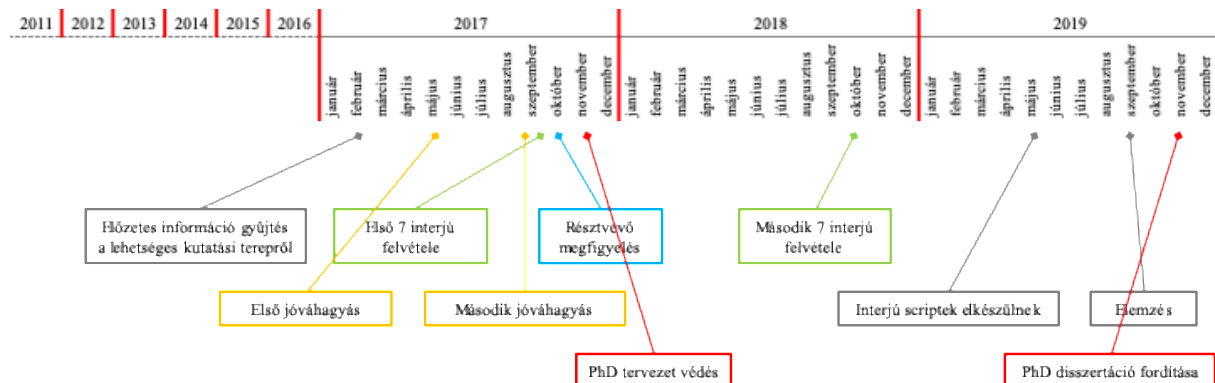 2011 2012 2013 2014 2015 2016 2017 2018 2019
január február március április május június július augusztus szeptember október november december
január február március április május június július augusztus szeptember október november december
január február március április május június július augusztus szeptember október november december
Előzetes információ gyűjtés
a lehetséges kutatási terepről
Első 7 interjú
felvétele
Résztvevő
megfigyelés
Második 7 interjú
felvétele
Első jóváhagyás
Második jóváhagyás
Interjú scriptek elkészülnek
Elemzés
PhD tervezet védés
PhD disszertáció fordítása